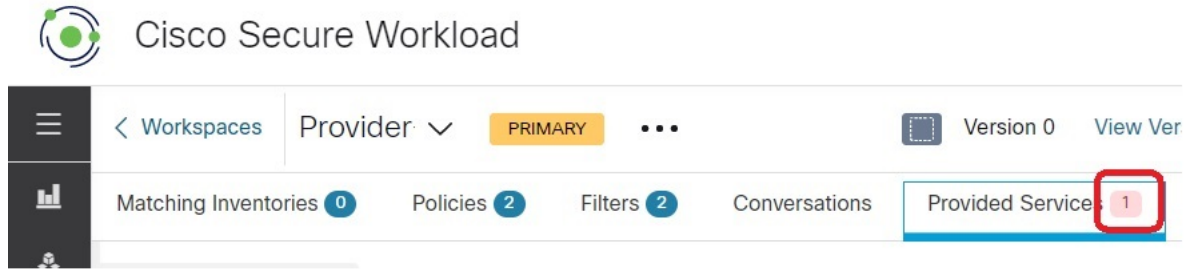 Cisco Secure Workload
Workspaces Provider PRIMARY Version 0 View Ver
Matching Inventories 0 Policies 2 Filters 2 Conversations Provided Services 1